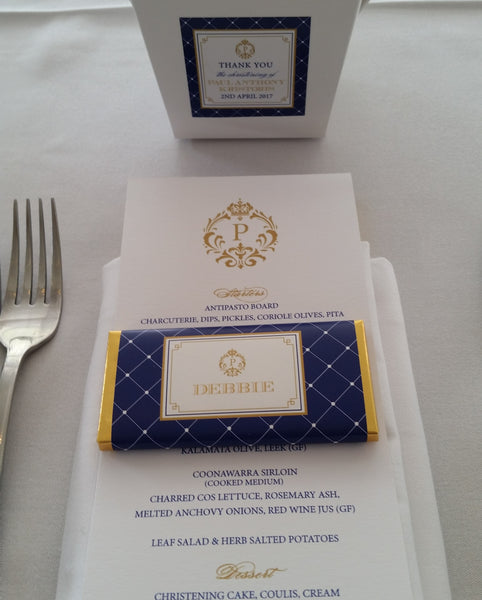 P
THANK YOU
the christening of
PAUL ANTHONY
KRISTORIS
2ND APRIL 2017
P
Starters
ANTIPASTO BOARD
CHARCUTERIE, DIPS, PICKLES, CORIOLE OLIVES, PITA
P
DEBBIE
KALAMATA OLIVE, LEEK (GF)
COONAWARRA SIRLOIN
(COOKED MEDIUM)
CHARRED COS LETTUCE, ROSEMARY ASH,
MELTED ANCHOVY ONIONS, RED WINE JUS (GF)
LEAF SALAD & HERB SALTED POTATOES
Dessert
CHRISTENING CAKE, COULIS, CREAM